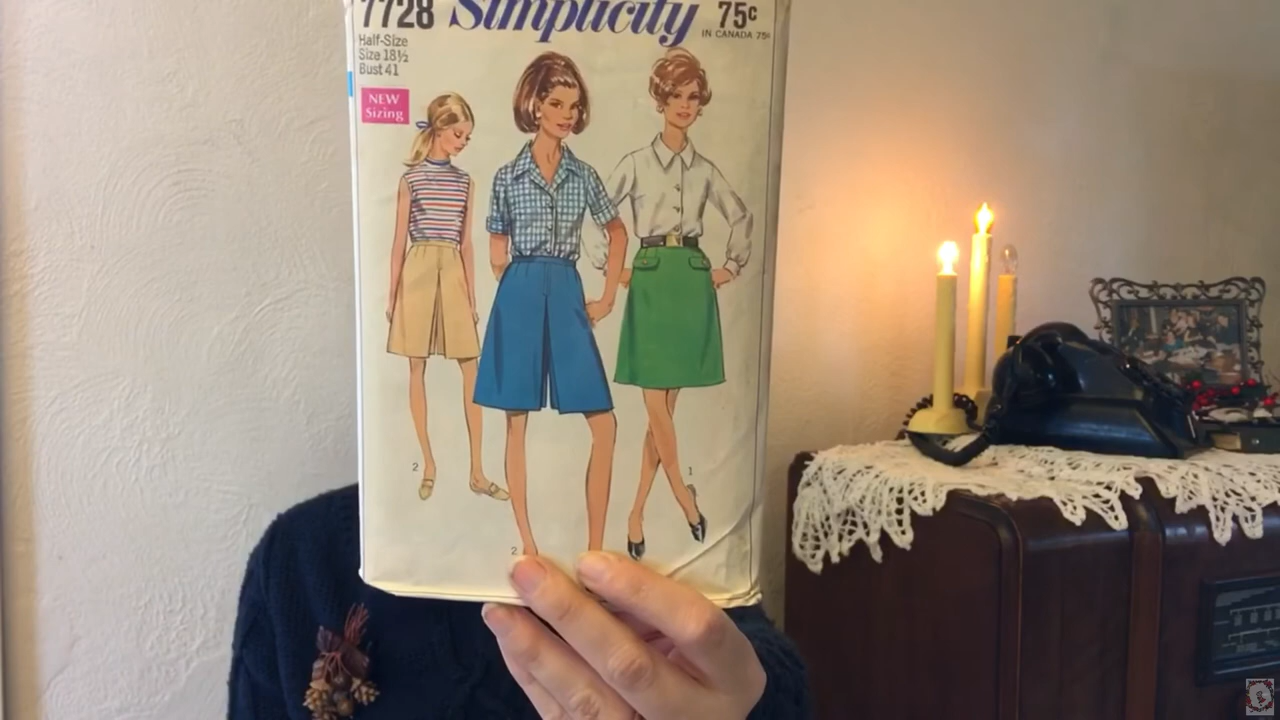 7728 Simplicity 75¢
IN CANADA 75¢
Half-Size
Size 18½
Bust 41
NEW
Sizing
2
1
2